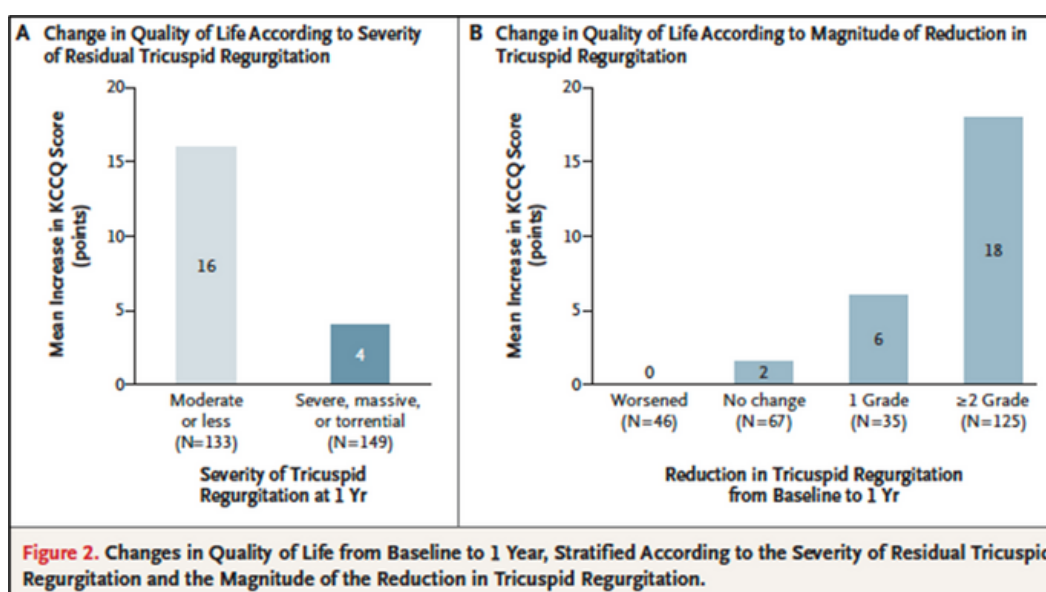 A Change in Quality of Life According to Severity
of Residual Tricuspid Regurgitation
20
15
10
5
0
Mean Increase in KCCQ Score
(points)
16
4
Moderate
or less
(N=133)
Severe, massive,
or torrential
(N=149)
Severity of Tricuspid
Regurgitation at 1 Yr
B Change in Quality of Life According to Magnitude of Reduction in
Tricuspid Regurgitation
20
15
10
5
0
Mean Increase in KCCQ Score
(points)
0
2
6
18
Worsened
(N=46)
No change
(N=67)
1 Grade
(N=35)
≥2 Grade
(N=125)
Reduction in Tricuspid Regurgitation
from Baseline to 1 Yr
Figure 2. Changes in Quality of Life from Baseline to 1 Year, Stratified According to the Severity of Residual Tricuspid
Regurgitation and the Magnitude of the Reduction in Tricuspid Regurgitation.